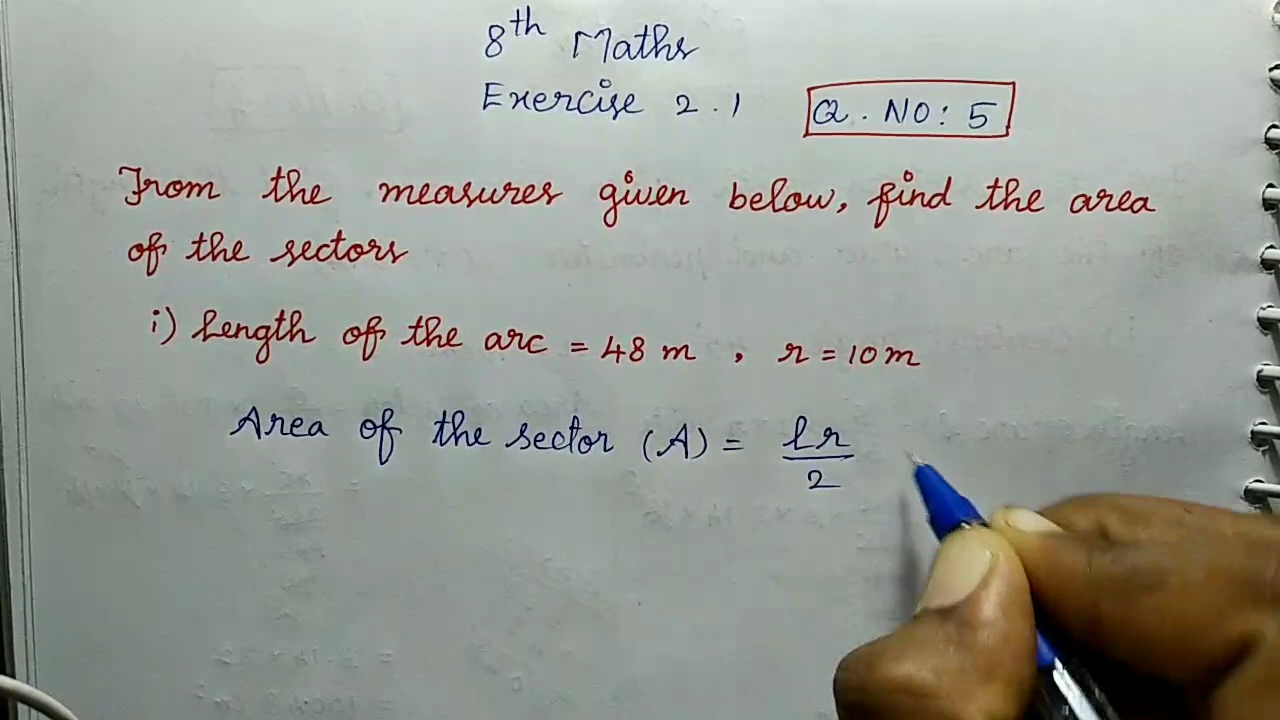 8th Maths
Exercise 2.1 Q. NO: 5
From the measures given below, find the area
of the sectors
i) Length of the arc = 48 m , r = 10 m
Area of the sector (A) = lr/2